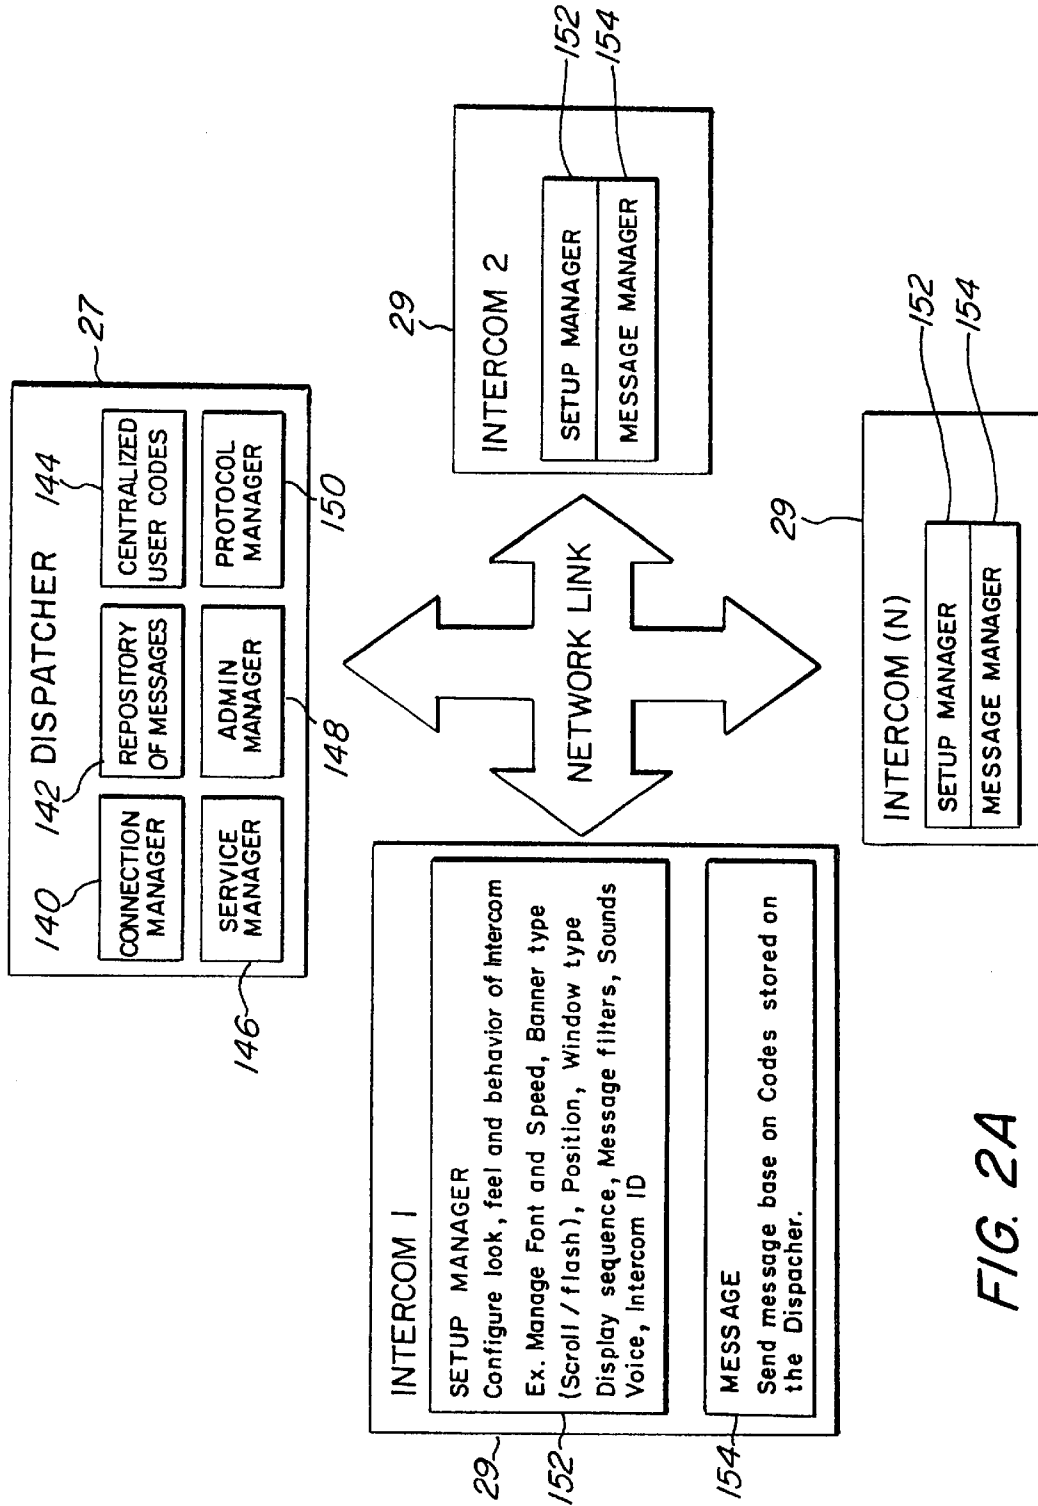 27
144
DISPATCHER
142
140
CONNECTION
MANAGER
REPOSITORY
OF MESSAGES
CENTRALIZED
USER CODES
SERVICE
MANAGER
ADMIN
MANAGER
PROTOCOL
MANAGER
146
148
150
29
INTERCOM 1
SETUP MANAGER
Configure look, feel and behavior of Intercom
Ex. Manage Font and Speed, Banner type
(Scroll/flash), Position, Window type
Display sequence, Message filters, Sounds
Voice, Intercom ID
152
MESSAGE
Send message base on Codes stored on
the Dispacher.
154
NETWORK LINK
29
INTERCOM 2
SETUP MANAGER
MESSAGE MANAGER
152
154
29
INTERCOM (N)
SETUP MANAGER
MESSAGE MANAGER
152
154
FIG. 2A